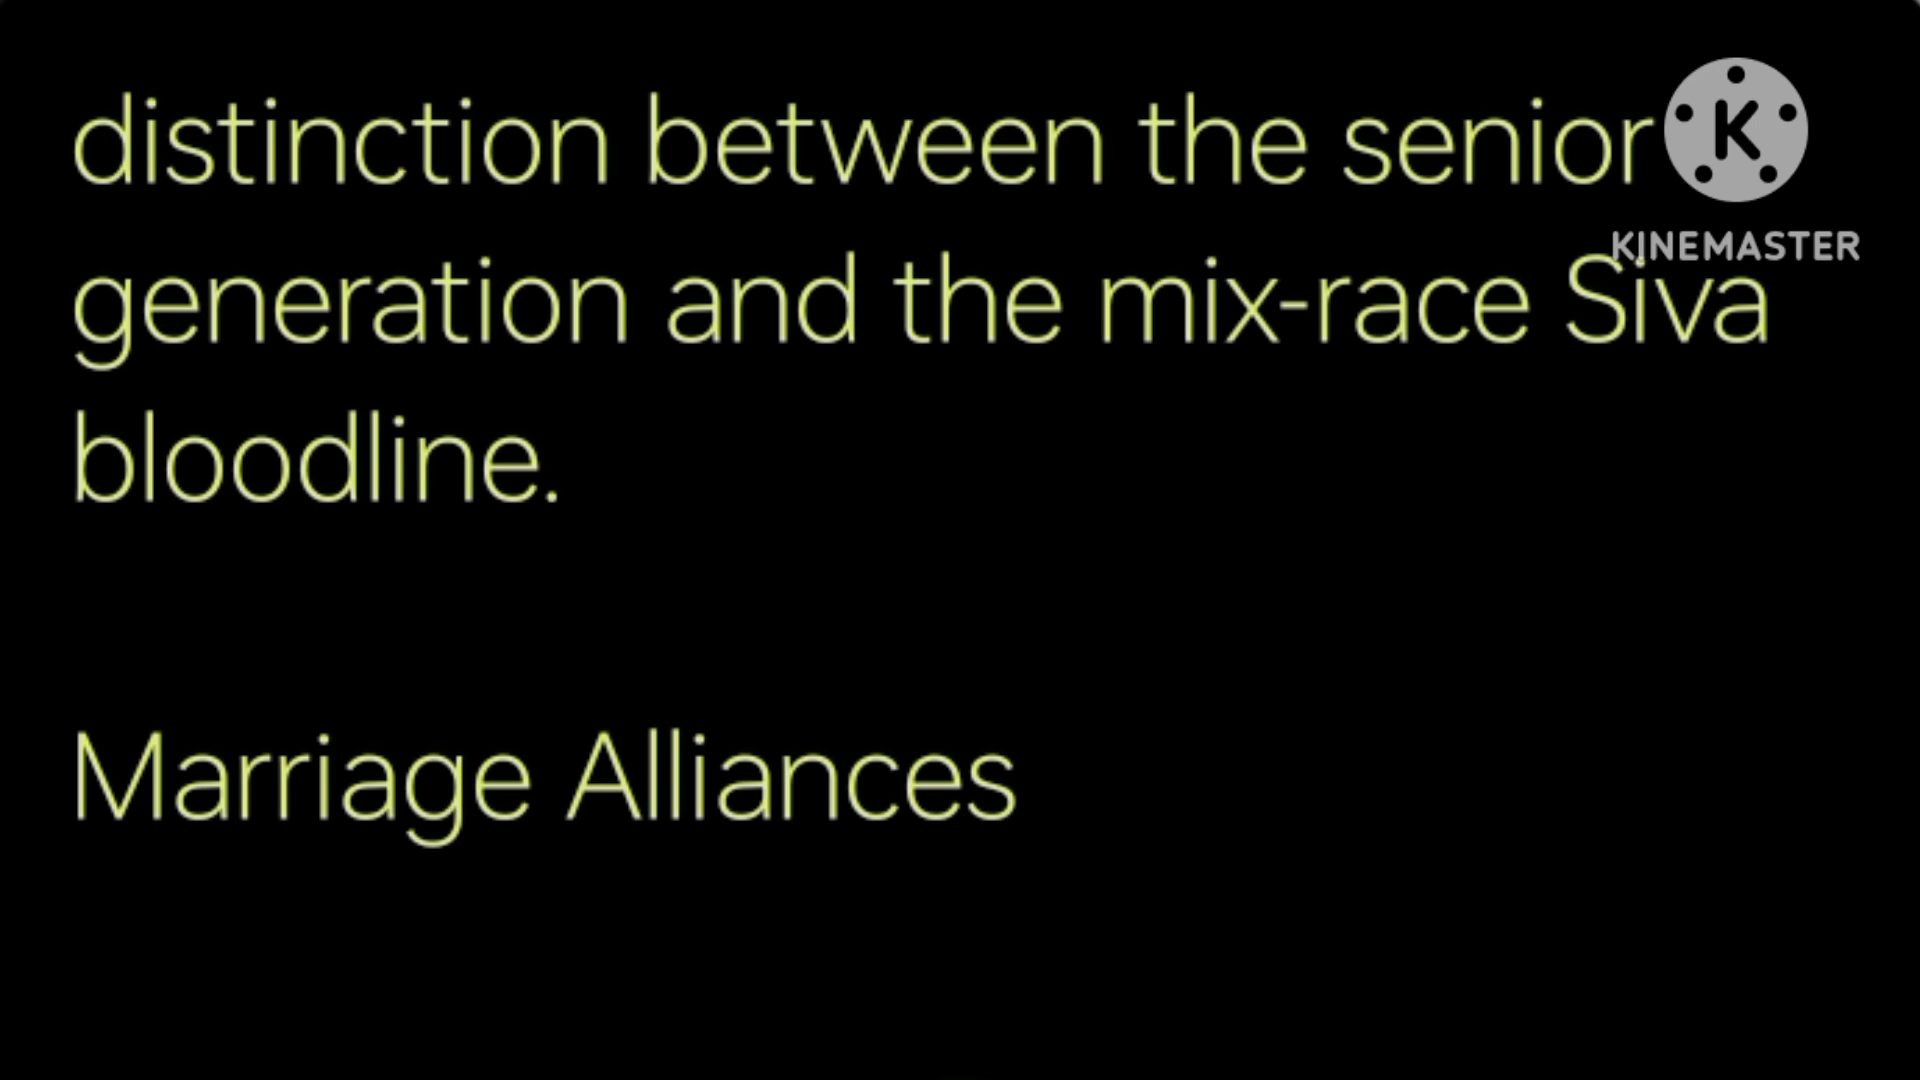 distinction between the senior
K
KINEMASTER
generation and the mix-race Siva
bloodline.
Marriage Alliances